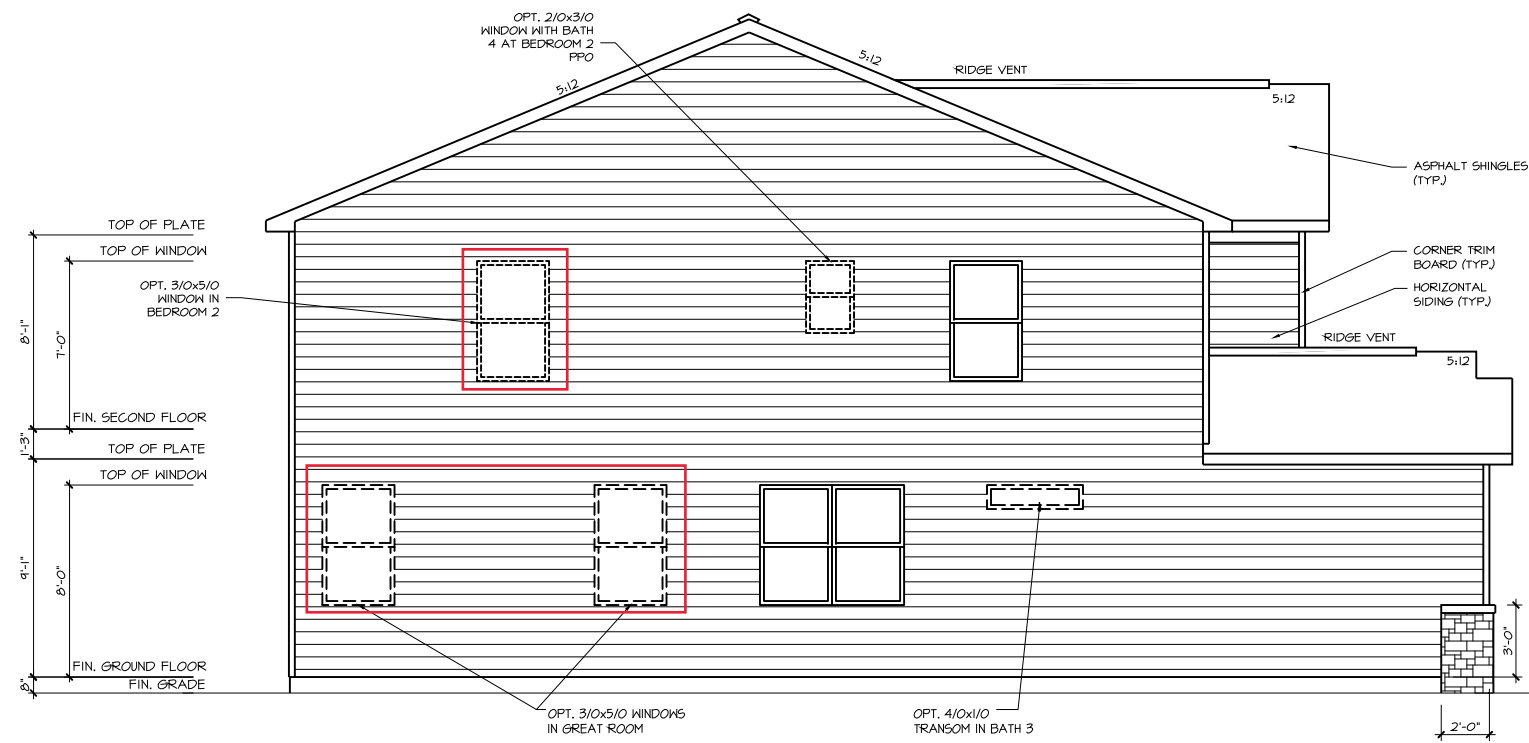 OPT. 2/0x3/0
WINDOW WITH BATH
4 AT BEDROOM 2
PPO
5:12
5:12
RIDGE VENT
5:12
ASPHALT SHINGLES
(TYP.)
TOP OF PLATE
TOP OF WINDOW
OPT. 3/0x5/0
WINDOW IN
BEDROOM 2
CORNER TRIM
BOARD (TYP.)
HORIZONTAL
SIDING (TYP.)
RIDGE VENT
5:12
8'-1"
7'-0"
FIN. SECOND FLOOR
1'-3"
TOP OF PLATE
TOP OF WINDOW
9'-1"
8'-0"
FIN. GROUND FLOOR
8"
FIN. GRADE
3'-0"
OPT. 3/0x5/0 WINDOWS
IN GREAT ROOM
OPT. 4/0x1/0
TRANSOM IN BATH 3
2'-0"